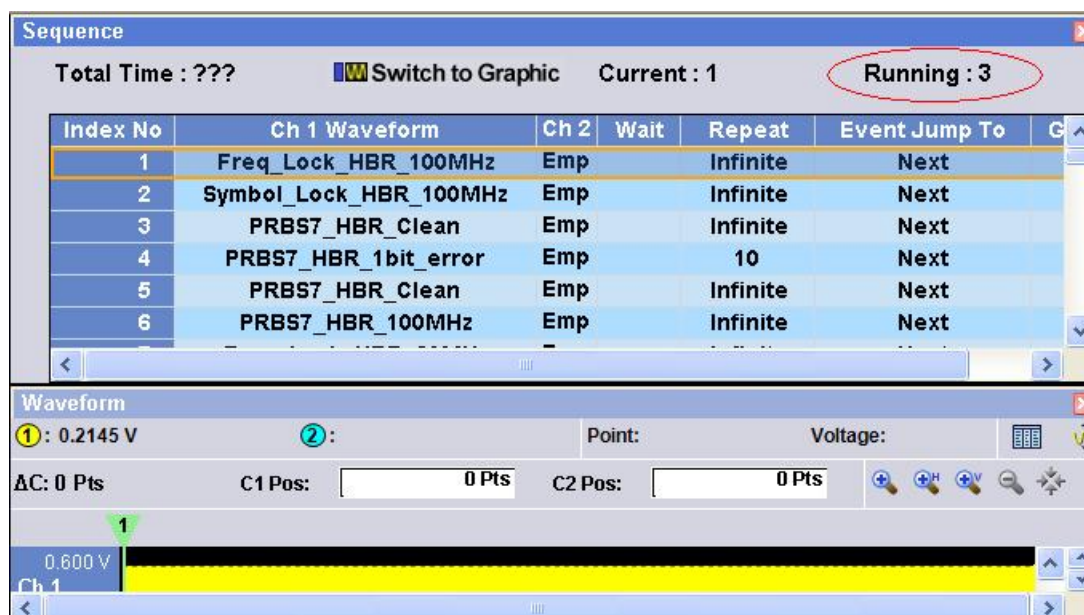 Sequence
Total Time : ??? Switch to Graphic Current : 1 Running : 3
Index No Ch 1 Waveform Ch 2 Wait Repeat Event Jump To G
1 Freq_Lock_HBR_100MHz Emp Infinite Next
2 Symbol_Lock_HBR_100MHz Emp Infinite Next
3 PRBS7_HBR_Clean Emp Infinite Next
4 PRBS7_HBR_1bit_error Emp 10 Next
5 PRBS7_HBR_Clean Emp Infinite Next
6 PRBS7_HBR_100MHz Emp Infinite Next
Waveform
1 : 0.2145 V 2 : Point: Voltage:
ΔC: 0 Pts C1 Pos: 0 Pts C2 Pos: 0 Pts
1
0.600 V
Ch 1